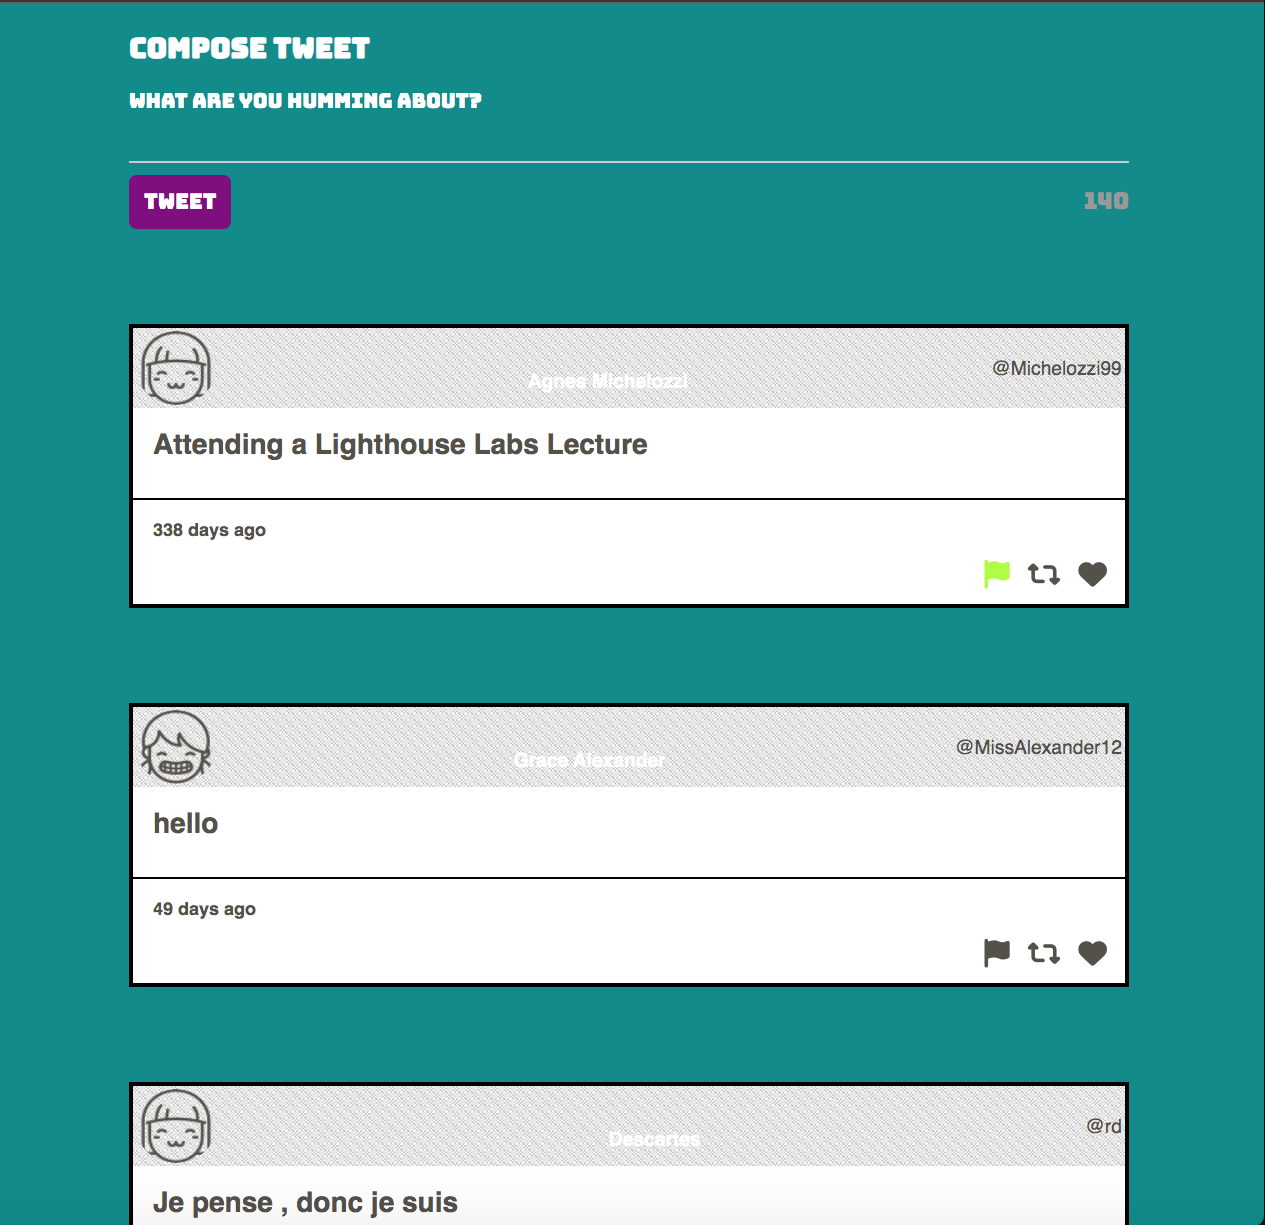 COMPOSE TWEET
WHAT ARE YOU HUMMING ABOUT?
TWEET
140
Agnes Michelozzi
@Michelozzi99
Attending a Lighthouse Labs Lecture
338 days ago
Grace Alexander
@MissAlexander12
hello
49 days ago
Descartes
@rd
Je pense , donc je suis